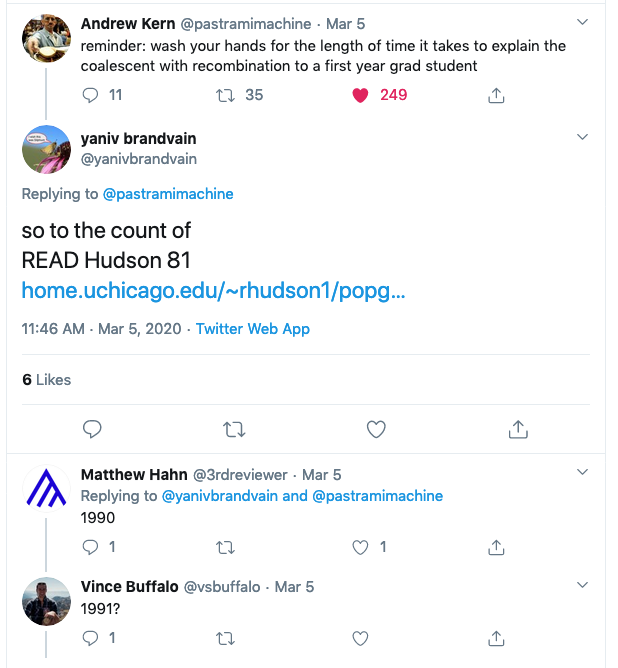 Andrew Kern @pastramimachine · Mar 5
reminder: wash your hands for the length of time it takes to explain the
coalescent with recombination to a first year grad student
11 35 249
yaniv brandvain
@yanivbrandvain
Replying to @pastramimachine
so to the count of
READ Hudson 81
home.uchicago.edu/~rhudson1/popg...
11:46 AM · Mar 5, 2020 · Twitter Web App
6 Likes
Matthew Hahn @3rdreviewer · Mar 5
Replying to @yanivbrandvain and @pastramimachine
1990
1 1
Vince Buffalo @vsbuffalo · Mar 5
1991?
1